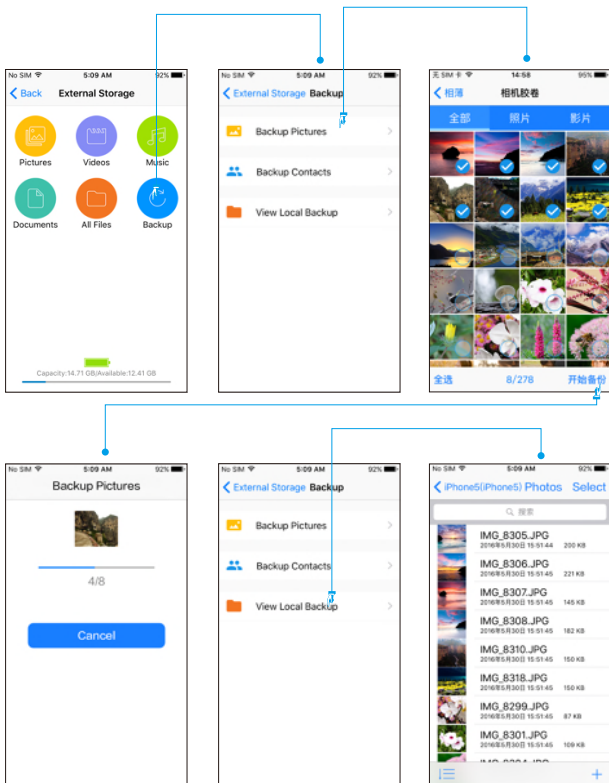 No SIM 5:09 AM 92%
Back External Storage
Pictures Videos Music
Documents All Files Backup
Capacity:14.71 GB/Available:12.41 GB
No SIM 5:09 AM 92%
External Storage Backup
Backup Pictures
Backup Contacts
View Local Backup
无 SIM 卡 14:58 95%
相薄 相机胶卷
全部 照片 影片
全选 8/278 开始备份
No SIM 5:09 AM 92%
Backup Pictures
4/8
Cancel
No SIM 5:09 AM 92%
External Storage Backup
Backup Pictures
Backup Contacts
View Local Backup
No SIM 5:09 AM 92%
iPhone5(iPhone5) Photos Select
搜索
IMG_8305.JPG
2016年5月30日 15:51:44 200 KB
IMG_8306.JPG
2016年5月30日 15:51:45 221 KB
IMG_8307.JPG
2016年5月30日 15:51:45 145 KB
IMG_8308.JPG
2016年5月30日 15:51:45 182 KB
IMG_8310.JPG
2016年5月30日 15:51:45 150 KB
IMG_8318.JPG
2016年5月30日 15:51:45 150 KB
IMG_8299.JPG
2016年5月30日 15:51:45 87 KB
IMG_8301.JPG
2016年5月30日 15:51:45 109 KB